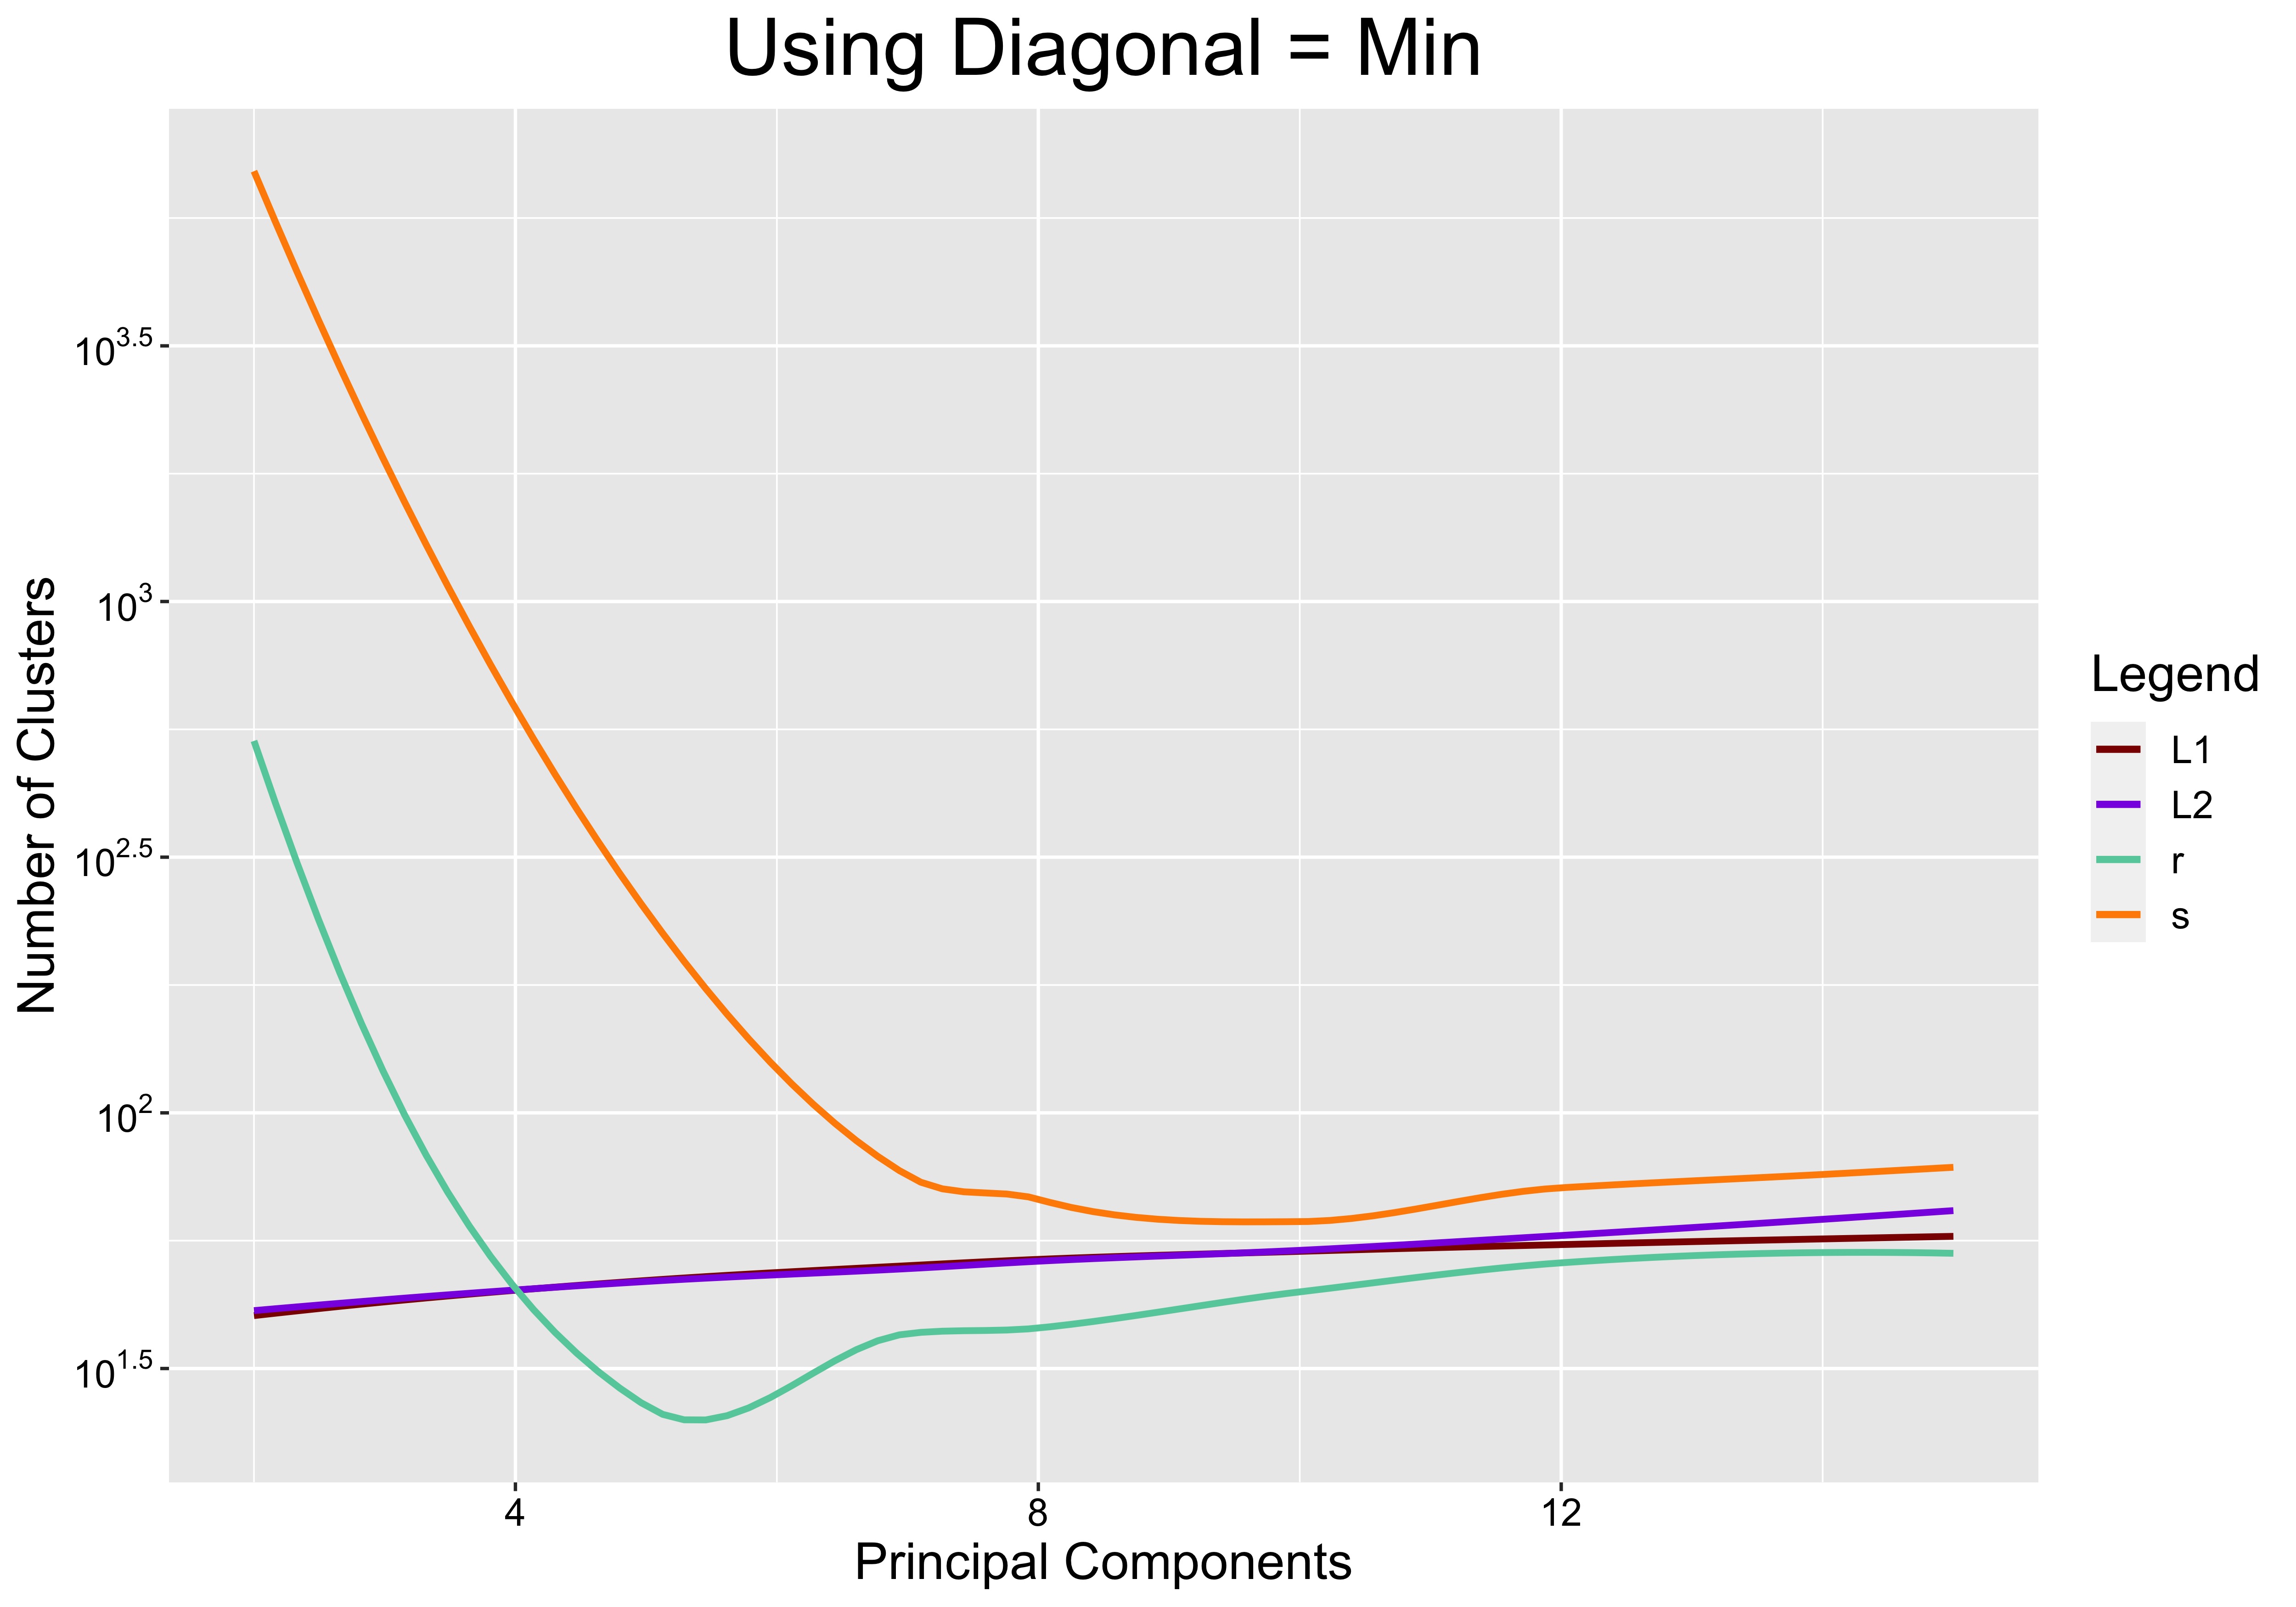 Using Diagonal = Min
Number of Clusters
10^3.5
10^3
10^2.5
10^2
10^1.5
4 8 12
Principal Components
Legend
L1
L2
r
s